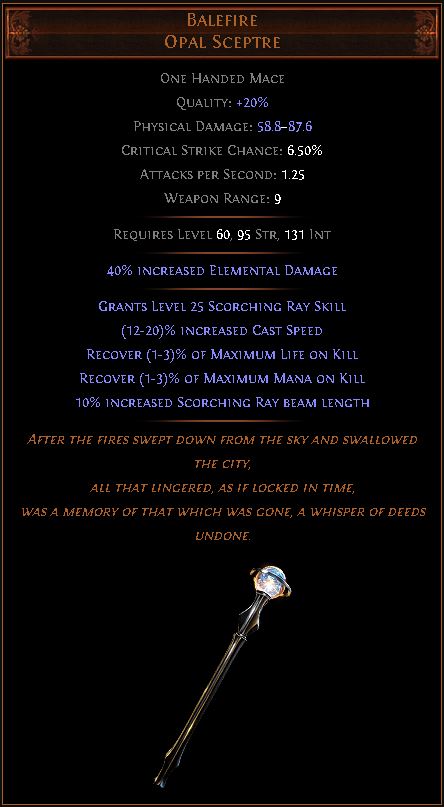 Balefire
Opal Sceptre
One Handed Mace
Quality: +20%
Physical Damage: 58.8–87.6
Critical Strike Chance: 6.50%
Attacks per Second: 1.25
Weapon Range: 9
Requires Level 60, 95 Str, 131 Int
40% increased Elemental Damage
Grants Level 25 Scorching Ray Skill
(12-20)% increased Cast Speed
Recover (1-3)% of Maximum Life on Kill
Recover (1-3)% of Maximum Mana on Kill
10% increased Scorching Ray beam length
After the fires swept down from the sky and swallowed
the city,
all that lingered, as if locked in time,
was a memory of that which was gone, a whisper of deeds
undone.